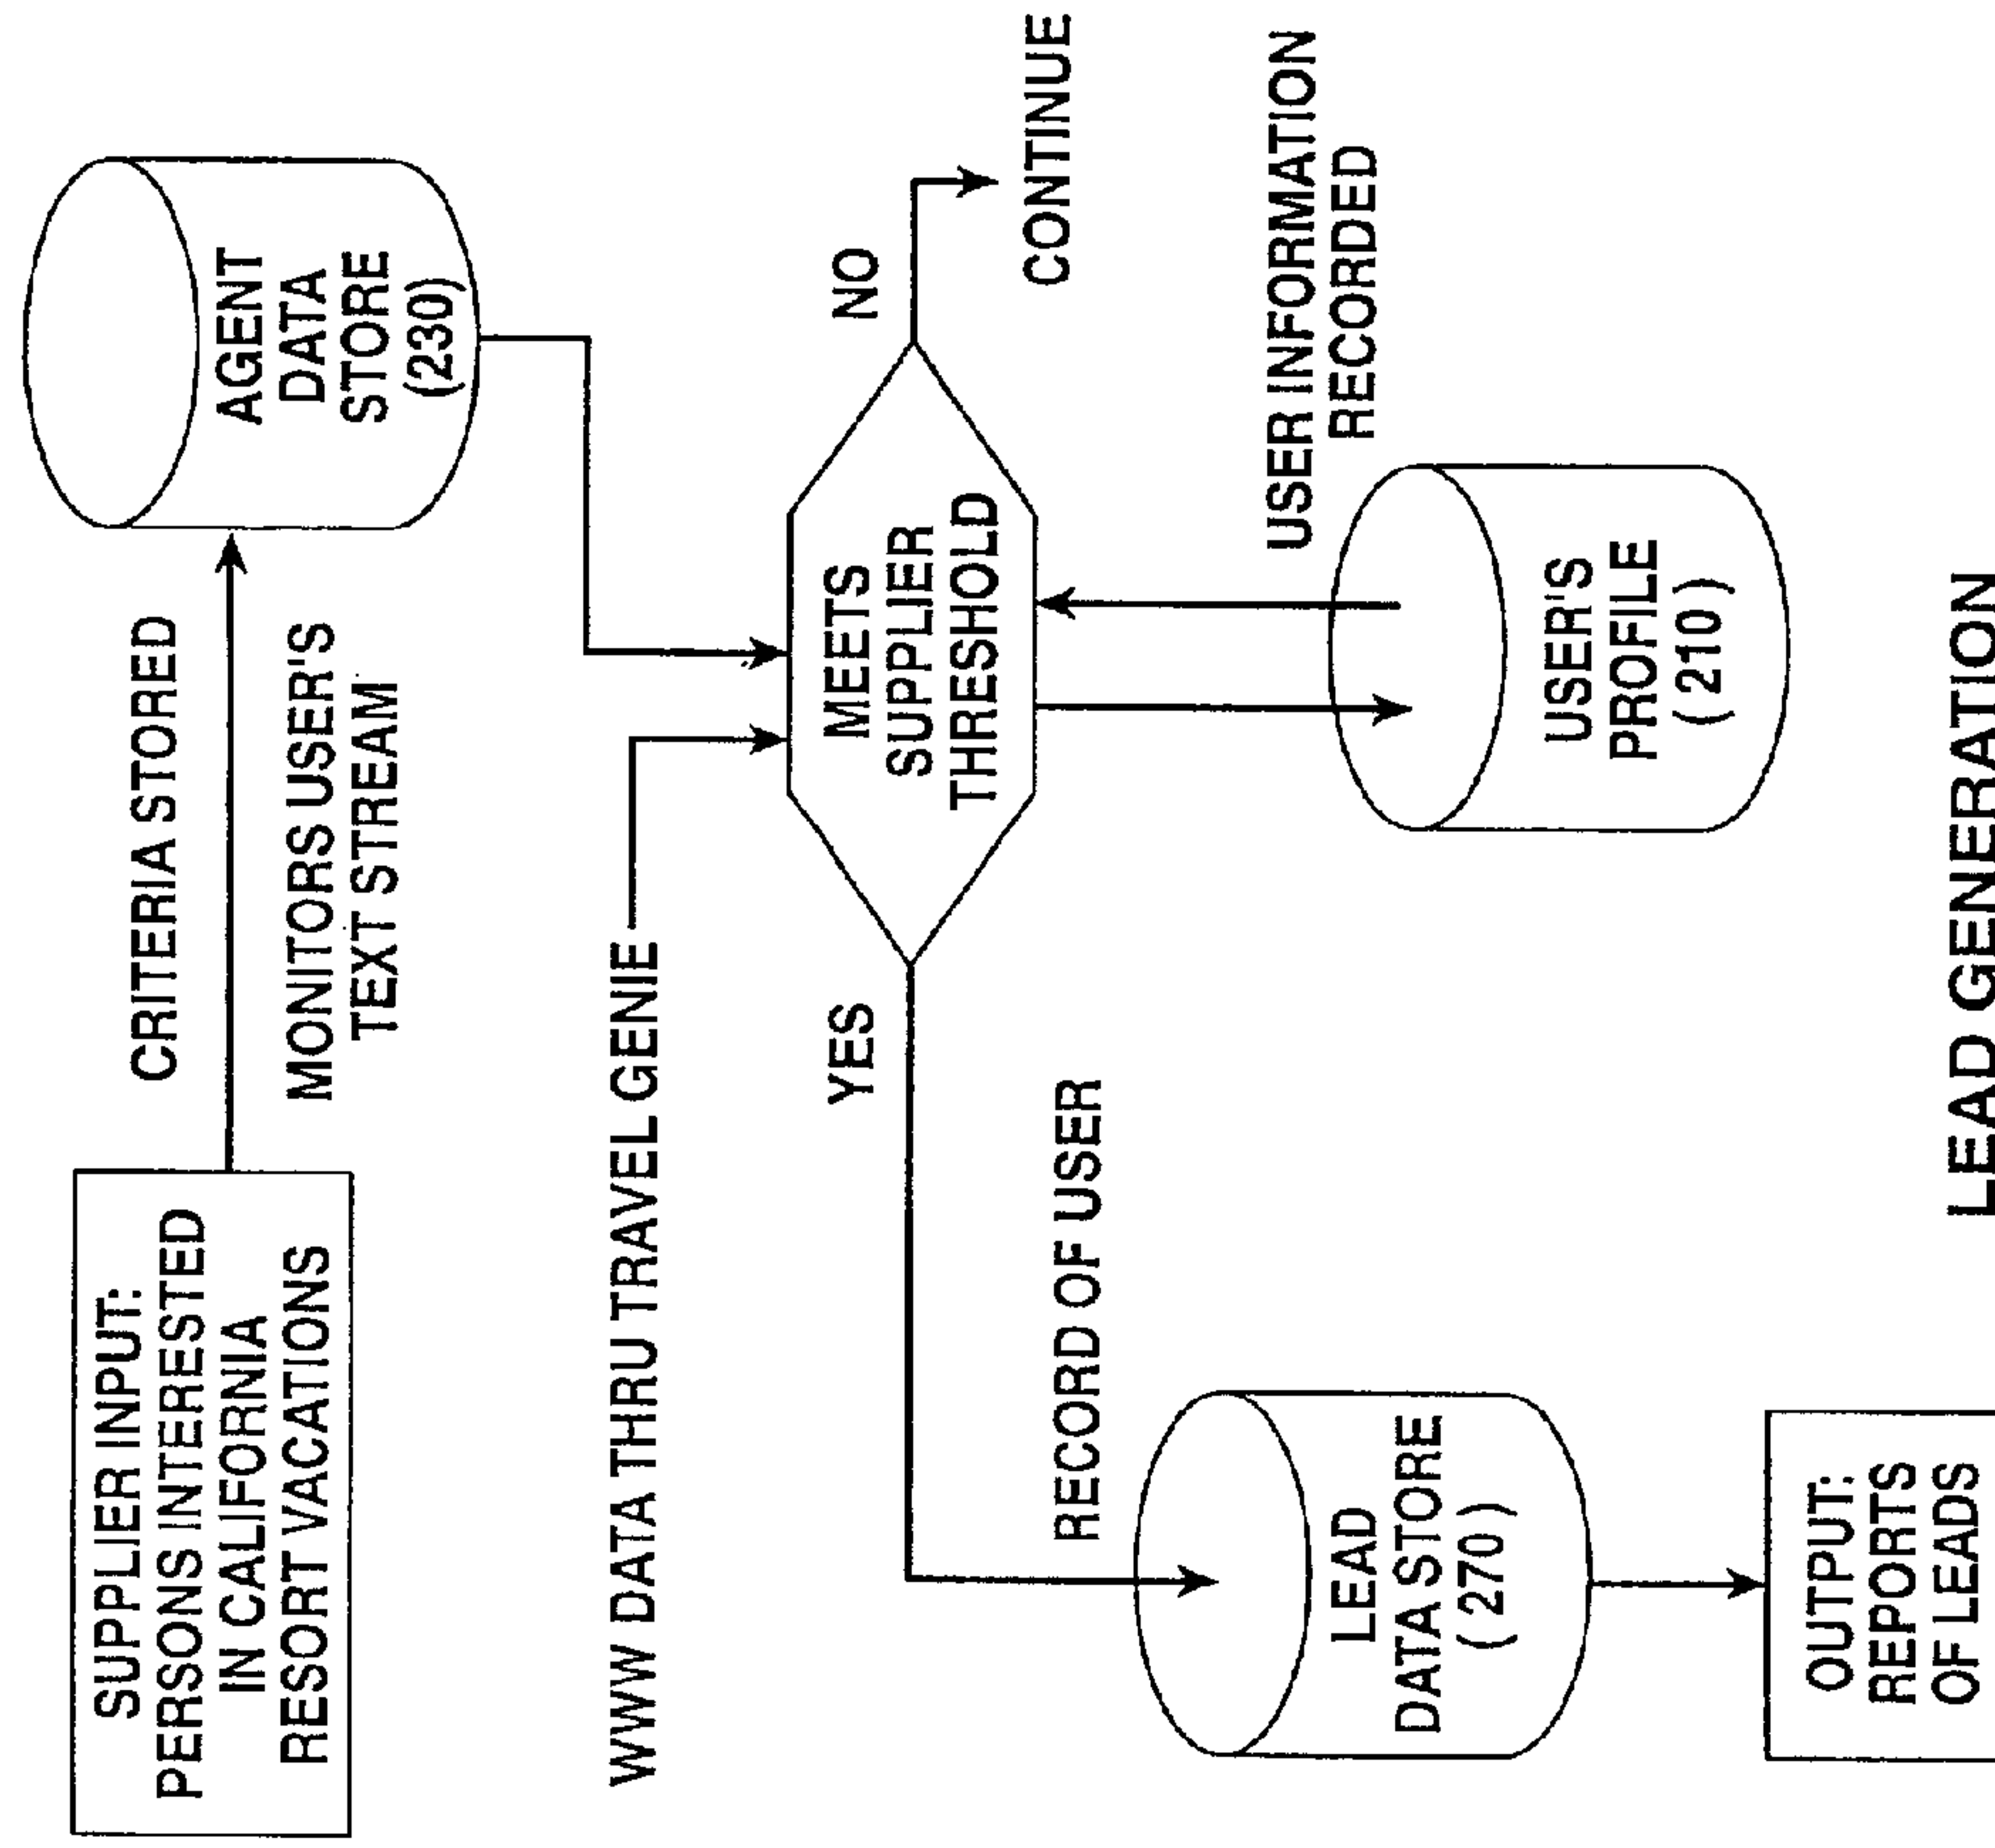 SUPPLIER INPUT:
PERSONS INTERESTED
IN CALIFORNIA
RESORT VACATIONS
CRITERIA STORED
MONITORS USER'S
TEXT STREAM
AGENT
DATA
STORE
(230)
WWW DATA THRU TRAVEL GENIE
YES
MEETS
SUPPLIER
THRESHOLD
NO
CONTINUE
RECORD OF USER
USER INFORMATION
RECORDED
LEAD
DATA STORE
( 270 )
USER'S
PROFILE
( 210 )
OUTPUT:
REPORTS
OF LEADS
LEAD GENERATION